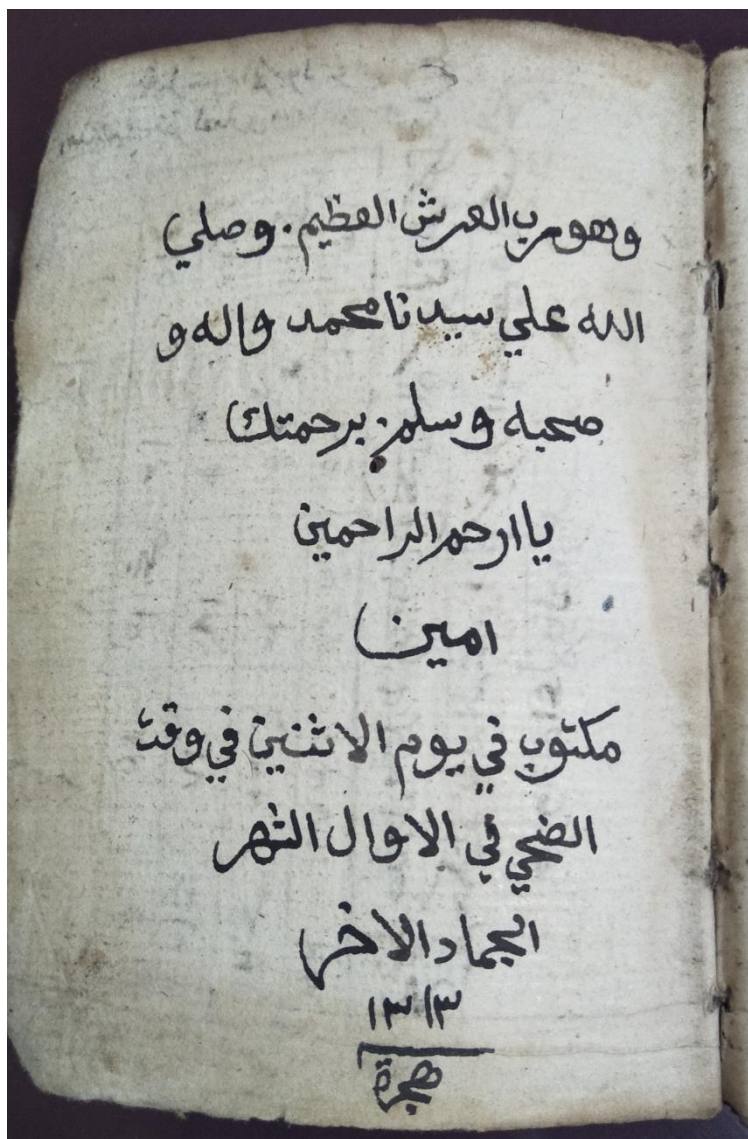 وهو رب العرش العظيم. وصلي
الله علي سيدنا محمد واله و
صحبه وسلم. برحمتك
يا ارحم الراحمين
امين
مكتوب في يوم الاثنين في وقت
الضحي في الاوال الشهر
الجماد الاخر
١٣١٣
هجرة